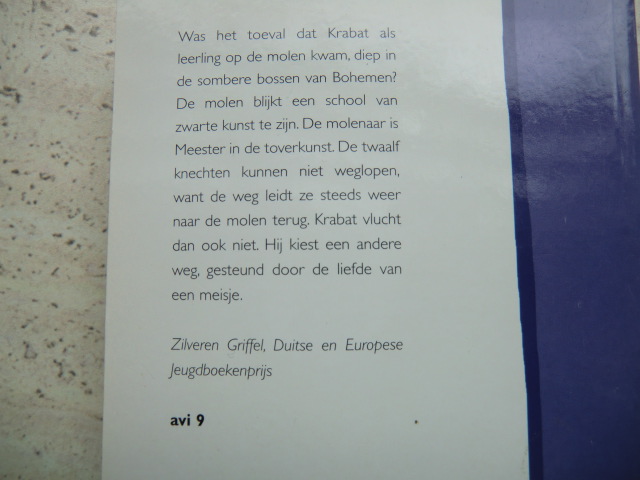 Was het toeval dat Krabat als
leerling op de molen kwam, diep in
de sombere bossen van Bohemen?
De molen blijkt een school van
zwarte kunst te zijn. De molenaar is
Meester in de toverkunst. De twaalf
knechten kunnen niet weglopen,
want de weg leidt ze steeds weer
naar de molen terug. Krabat vlucht
dan ook niet. Hij kiest een andere
weg, gesteund door de liefde van
een meisje.
Zilveren Griffel, Duitse en Europese
Jeugdboekenprijs
avi 9